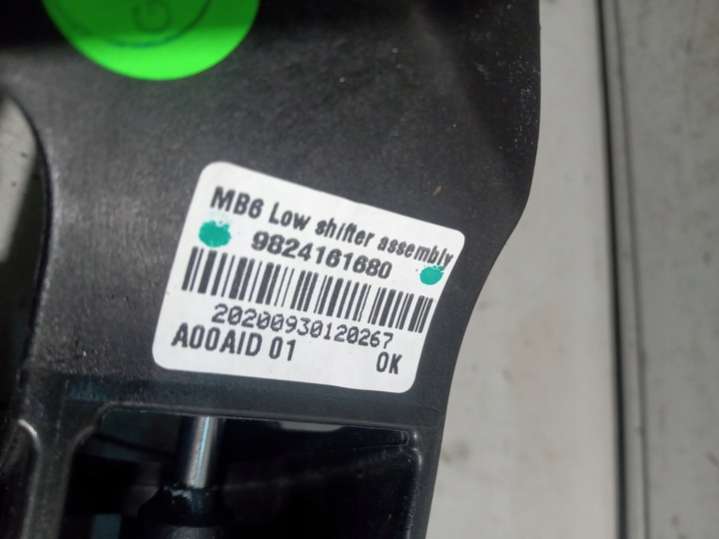 G
MB6 Low shifter assembly
9824161680
20200930120267
A00AID 01 OK